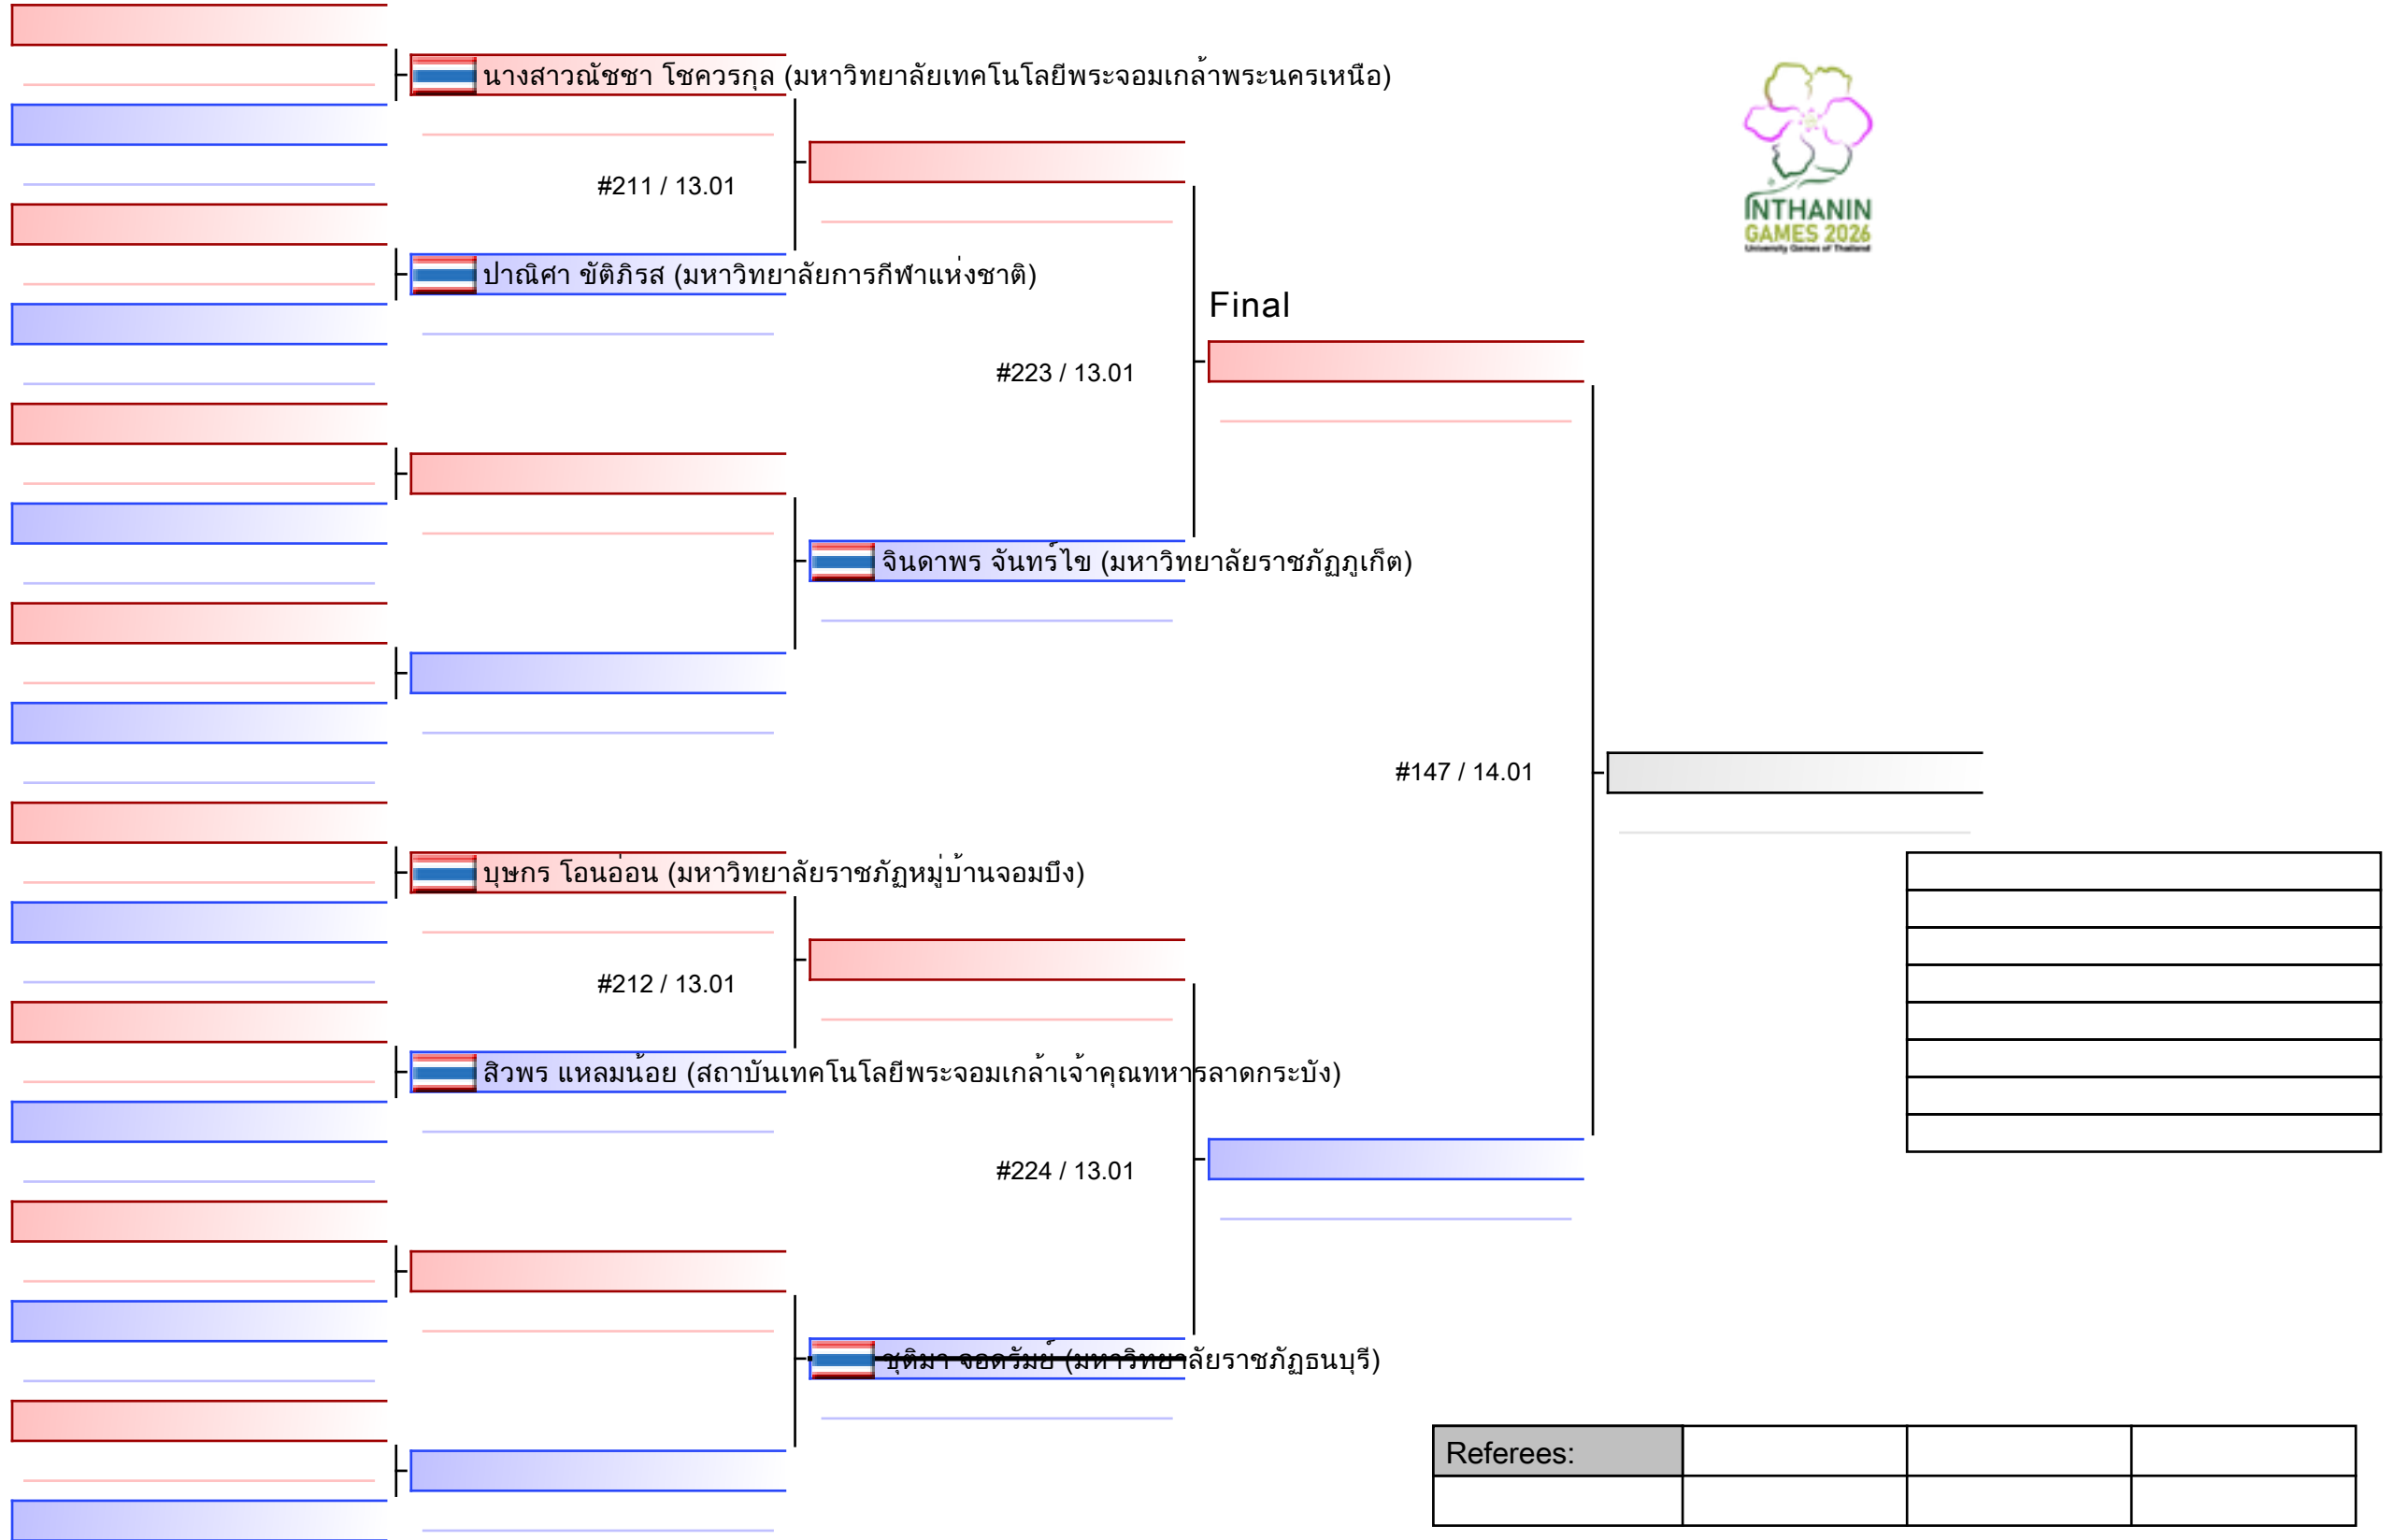 นางสาวณัชชา โชควรกุล (มหาวิทยาลัยเทคโนโลยีพระจอมเกล้าพระนครเหนือ)
INTHANIN
GAMES 2026
University Games of Thailand
#211 / 13.01
ปาณิศา ขัติภิรส (มหาวิทยาลัยการกีฬาแห่งชาติ)
Final
#223 / 13.01
จินดาพร จันทร์ไข (มหาวิทยาลัยราชภัฏภูเก็ต)
#147 / 14.01
บุษกร โอนอ่อน (มหาวิทยาลัยราชภัฏหมู่บ้านจอมบึง)
#212 / 13.01
สิวพร แหลมน้อย (สถาบันเทคโนโลยีพระจอมเกล้าเจ้าคุณทหารลาดกระบัง)
#224 / 13.01
ชุติมา จอดรัมย์ (มหาวิทยาลัยราชภัฏธนบุรี)
Referees: